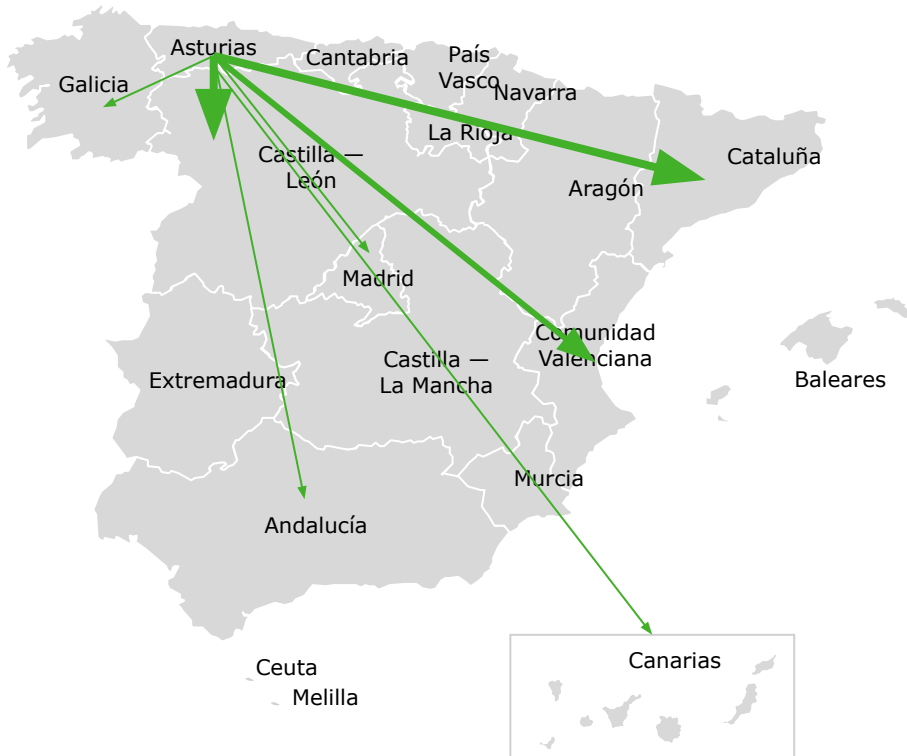 Asturias
Cantabria
País
Vasco
Galicia
Navarra
La Rioja
Castilla —
León
Cataluña
Aragón
Madrid
Comunidad
Valenciana
Castilla —
La Mancha
Extremadura
Baleares
Murcia
Andalucía
Ceuta
Melilla
Canarias